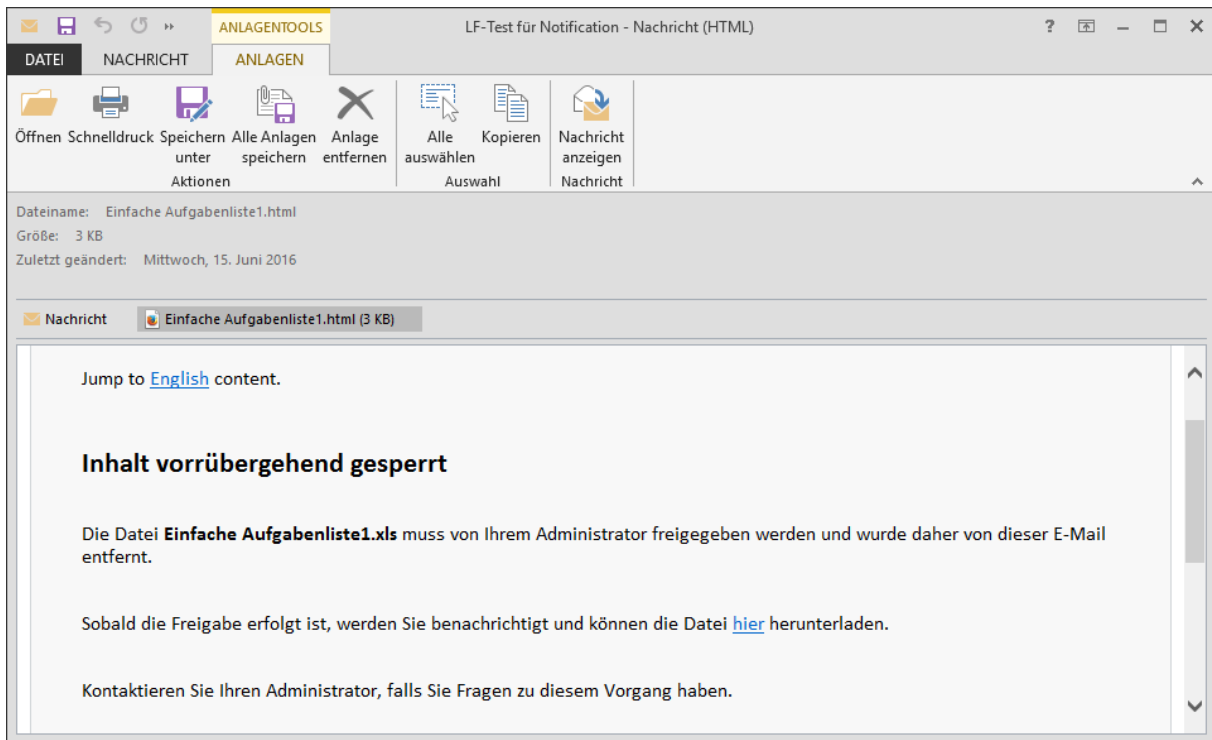 ANLAGENTOOLS
LF-Test für Notification - Nachricht (HTML)
?
DATEI
NACHRICHT
ANLAGEN
Öffnen
Schnelldruck
Speichern
unter
Alle Anlagen
speichern
Anlage
entfernen
Alle
auswählen
Kopieren
Nachricht
anzeigen
Aktionen
Auswahl
Nachricht
Dateiname: Einfache Aufgabenliste1.html
Größe: 3 KB
Zuletzt geändert: Mittwoch, 15. Juni 2016
Nachricht
Einfache Aufgabenliste1.html (3 KB)
Jump to English content.
Inhalt vorrübergehend gesperrt
Die Datei Einfache Aufgabenliste1.xls muss von Ihrem Administrator freigegeben werden und wurde daher von dieser E-Mail
entfernt.
Sobald die Freigabe erfolgt ist, werden Sie benachrichtigt und können die Datei hier herunterladen.
Kontaktieren Sie Ihren Administrator, falls Sie Fragen zu diesem Vorgang haben.